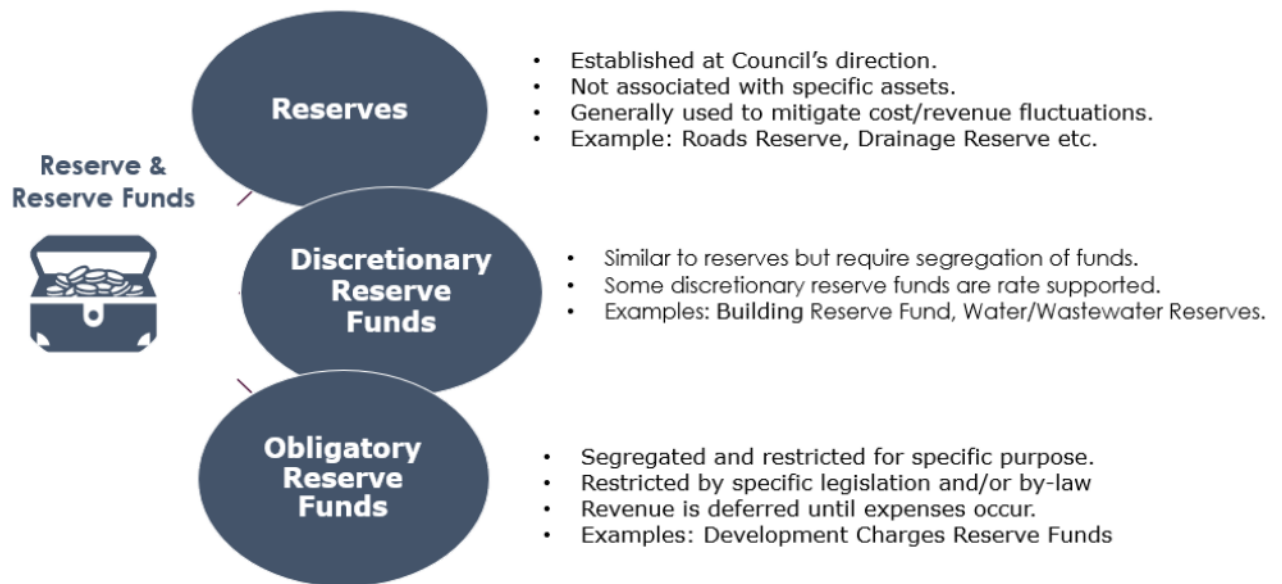 Reserve &
Reserve Funds
Reserves
• Established at Council’s direction.
• Not associated with specific assets.
• Generally used to mitigate cost/revenue fluctuations.
• Example: Roads Reserve, Drainage Reserve etc.
Discretionary
Reserve
Funds
• Similar to reserves but require segregation of funds.
• Some discretionary reserve funds are rate supported.
• Examples: Building Reserve Fund, Water/Wastewater Reserves.
Obligatory
Reserve
Funds
• Segregated and restricted for specific purpose.
• Restricted by specific legislation and/or by-law
• Revenue is deferred until expenses occur.
• Examples: Development Charges Reserve Funds